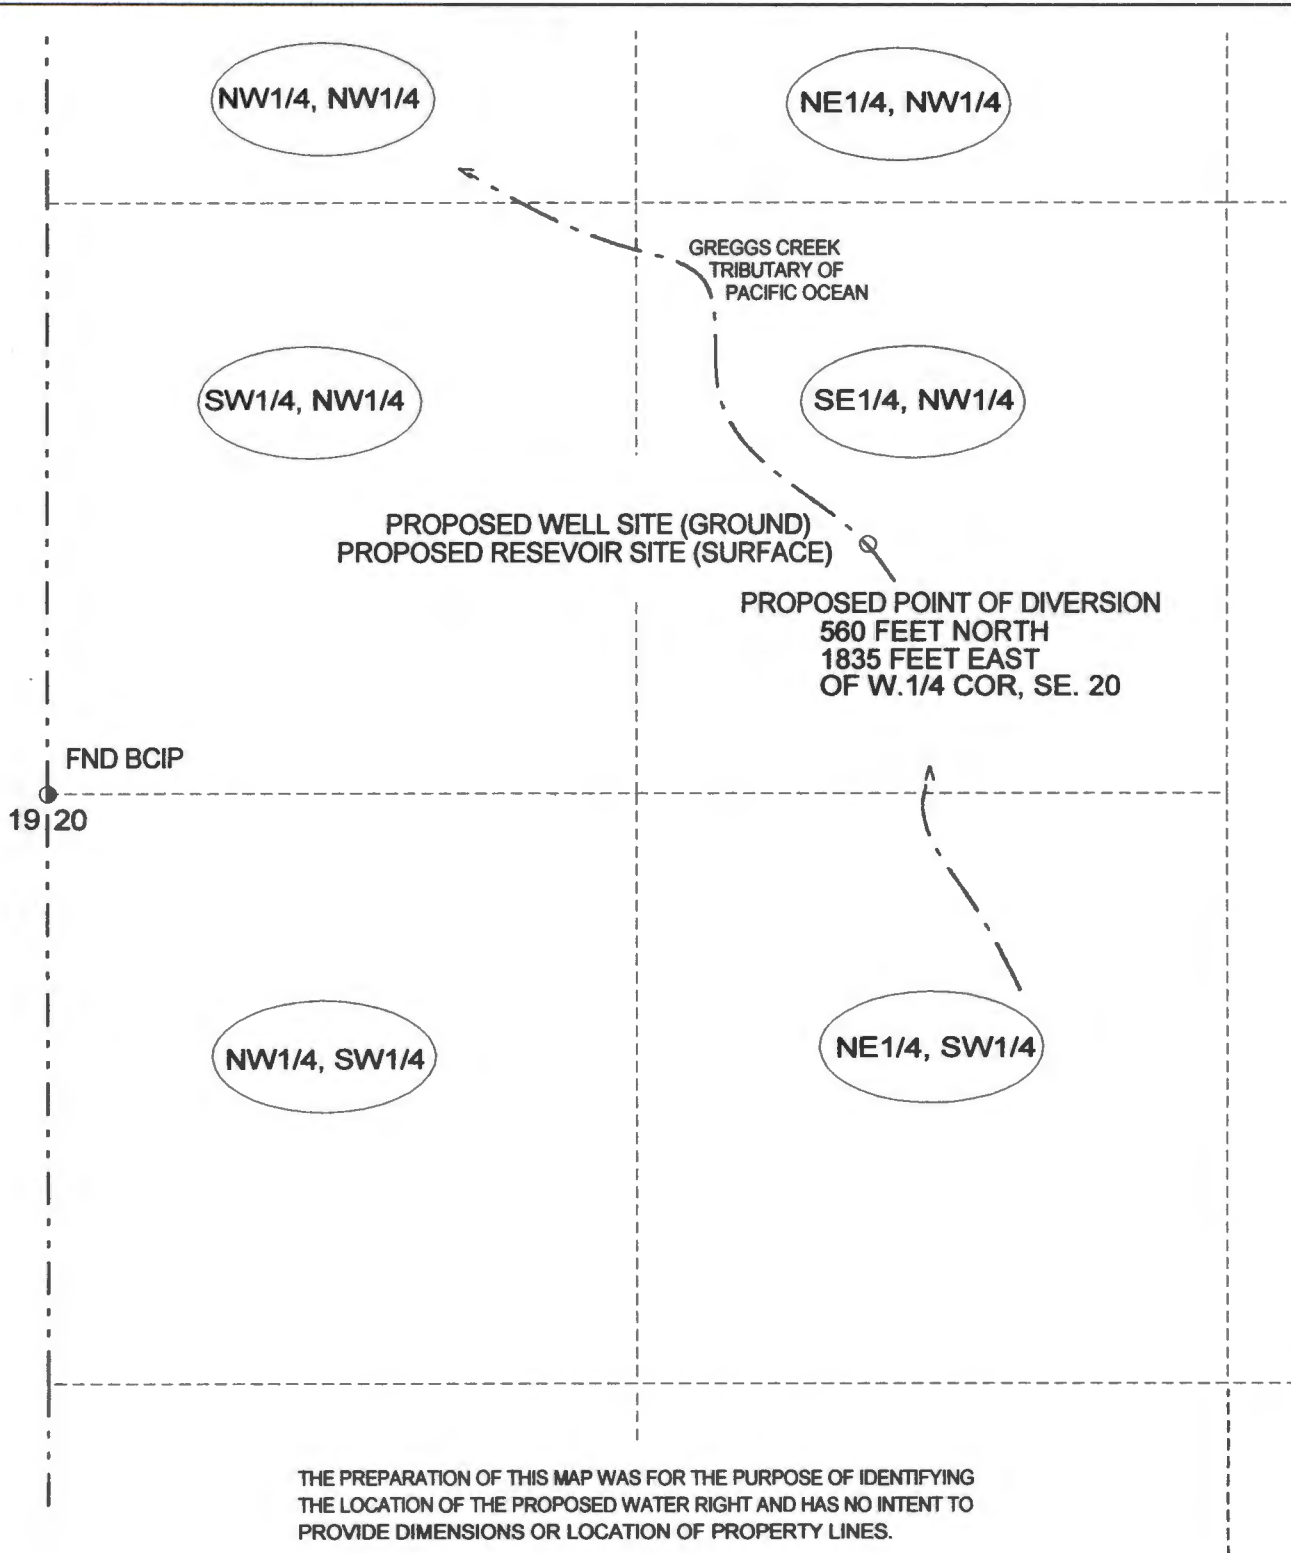 NW1/4, NW1/4
NE1/4, NW1/4
GREGGS CREEK
TRIBUTARY OF
PACIFIC OCEAN
SW1/4, NW1/4
SE1/4, NW1/4
PROPOSED WELL SITE (GROUND)
PROPOSED RESEVOIR SITE (SURFACE)
PROPOSED POINT OF DIVERSION
560 FEET NORTH
1835 FEET EAST
OF W.1/4 COR, SE. 20
FND BCIP
19 20
NW1/4, SW1/4
NE1/4, SW1/4
THE PREPARATION OF THIS MAP WAS FOR THE PURPOSE OF IDENTIFYING
THE LOCATION OF THE PROPOSED WATER RIGHT AND HAS NO INTENT TO
PROVIDE DIMENSIONS OR LOCATION OF PROPERTY LINES.